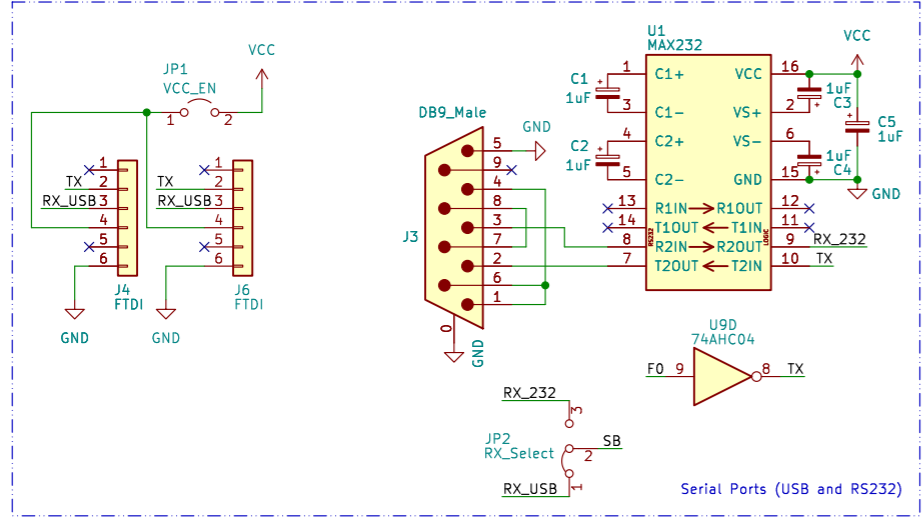 VCC
JP1
VCC_EN
1
2
1
TX
2
RX_USB
3
4
5
6
J4
FTDI
GND
1
TX
2
RX_USB
3
4
5
6
J6
FTDI
GND
DB9_Male
J3
5
9
4
8
3
7
2
6
1
0
GND
GND
U1
MAX232
C1
1uF
C2
1uF
1
C1+
3
C1-
4
C2+
5
C2-
13
R1IN
R1OUT
12
14
T1OUT
T1IN
11
8
R2IN
R2OUT
9
RX_232
7
T2OUT
T2IN
10
TX
RS232
LOGIC
VCC
16
VS+
2
VS-
6
GND
15
VCC
1uF
C3
C5
1uF
1uF
C4
GND
U9D
74AHC04
F0
9
8
TX
RX_232
3
JP2
RX_Select
SB
2
RX_USB
1
Serial Ports (USB and RS232)